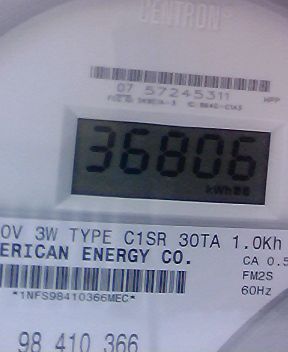 CENTRON
07 57245311
36806
kWh
0V 3W TYPE C1SR 30TA 1.0Kh
ERICAN ENERGY CO.
CA 0.5
FM2S
*1NFS98410366MEC*
60Hz
98 410 366